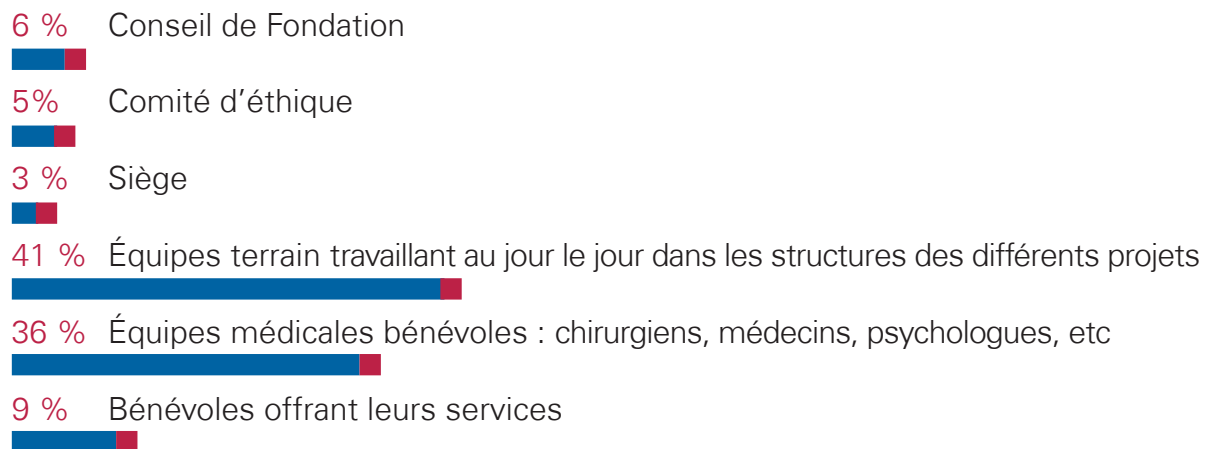 6 % Conseil de Fondation
5% Comité d’éthique
3 % Siège
41 % Équipes terrain travaillant au jour le jour dans les structures des différents projets
36 % Équipes médicales bénévoles : chirurgiens, médecins, psychologues, etc
9 % Bénévoles offrant leurs services